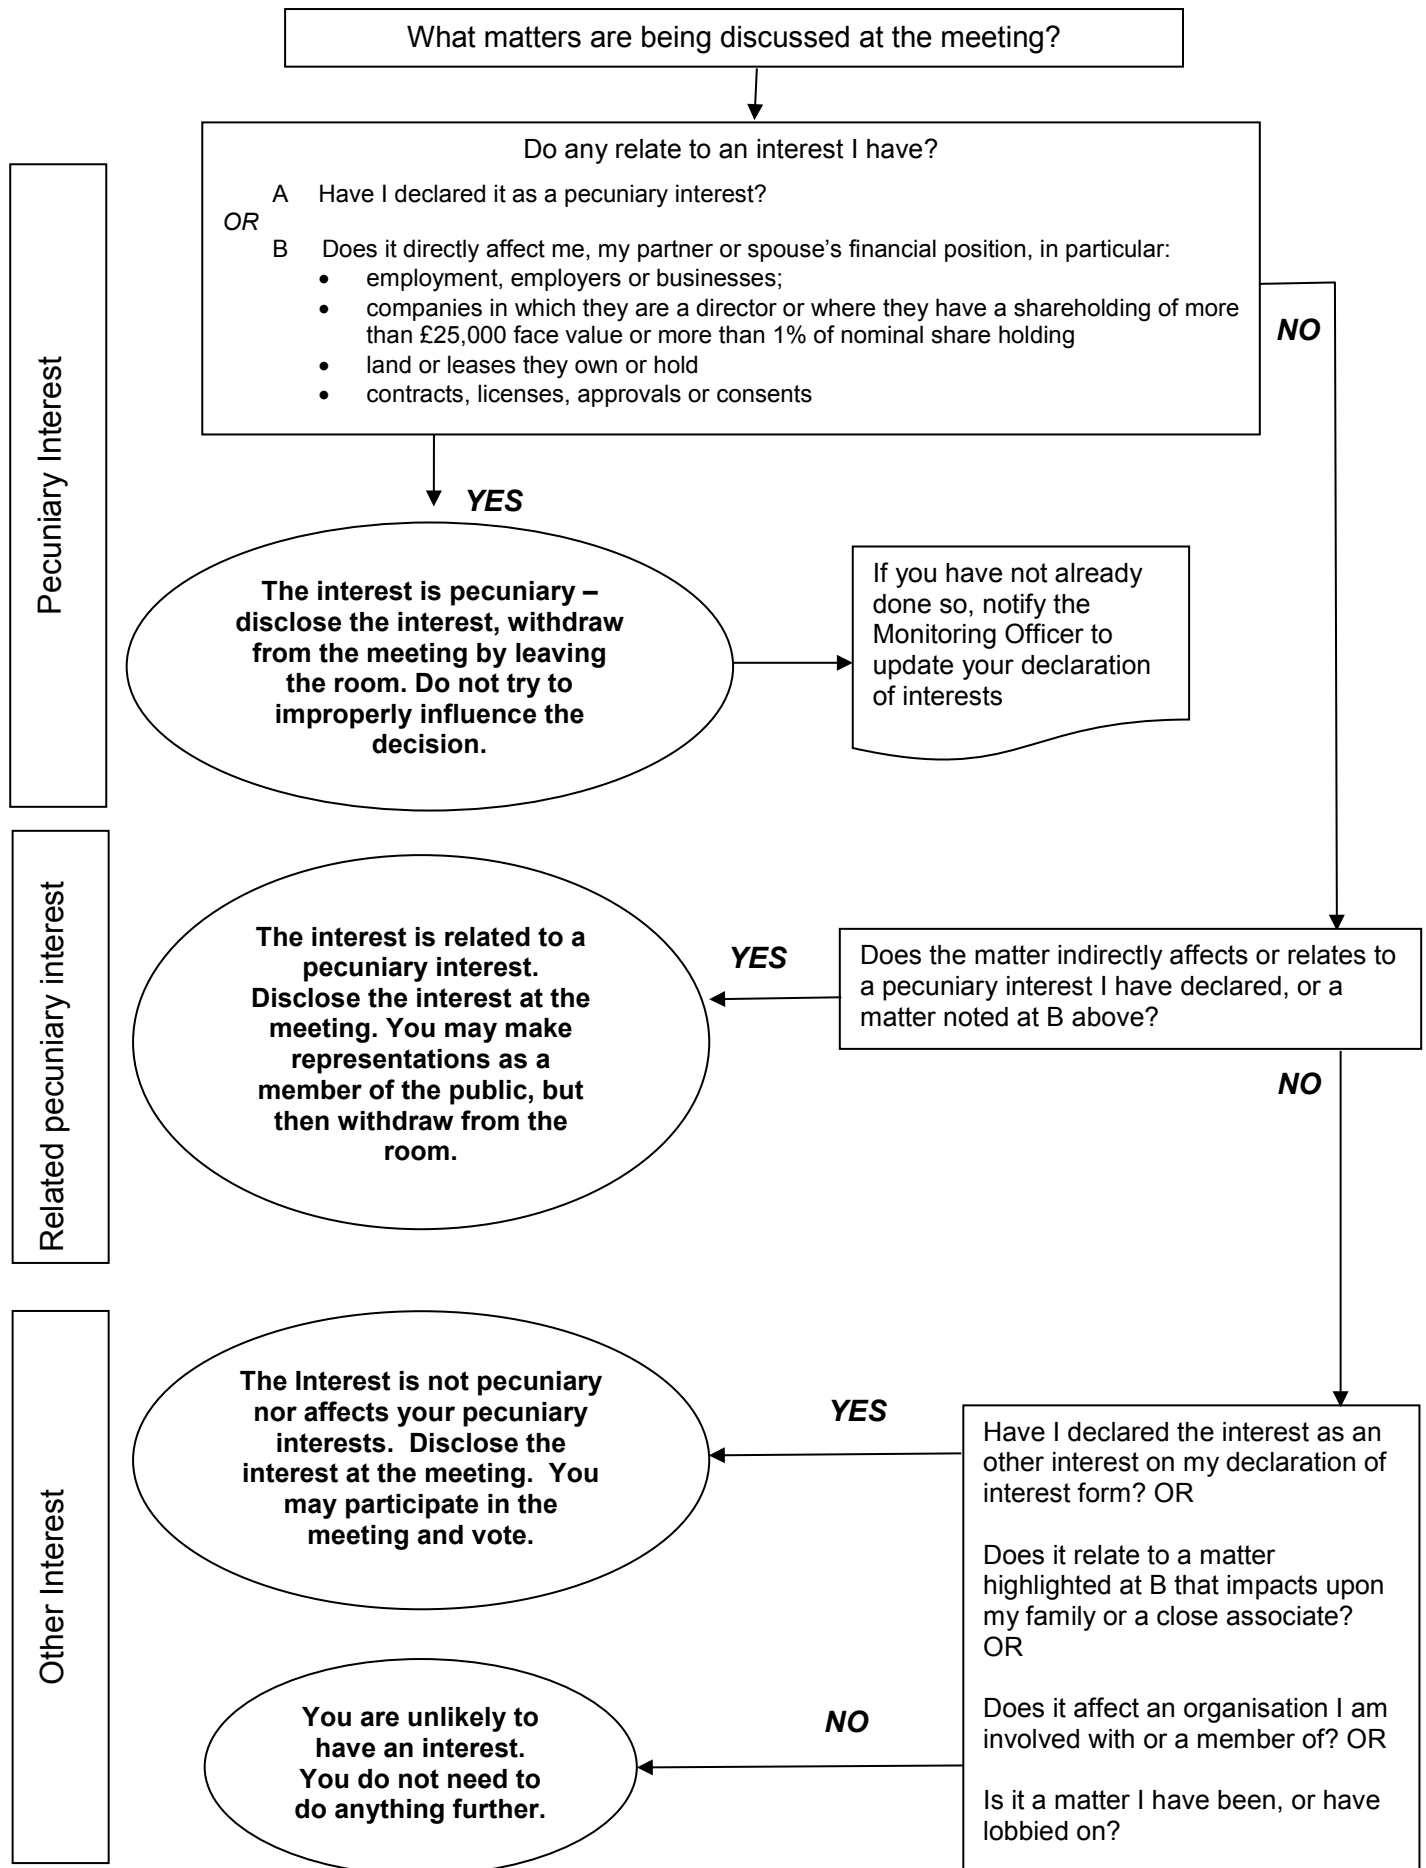 What matters are being discussed at the meeting?
Do any relate to an interest I have?
A Have I declared it as a pecuniary interest?
OR
B Does it directly affect me, my partner or spouse's financial position, in particular:
• employment, employers or businesses;
• companies in which they are a director or where they have a shareholding of more
than £25,000 face value or more than 1% of nominal share holding
• land or leases they own or hold
• contracts, licenses, approvals or consents
NO
Pecuniary Interest
YES
The interest is pecuniary –
disclose the interest, withdraw
from the meeting by leaving
the room. Do not try to
improperly influence the
decision.
If you have not already
done so, notify the
Monitoring Officer to
update your declaration
of interests
Related pecuniary interest
The interest is related to a
pecuniary interest.
Disclose the interest at the
meeting. You may make
representations as a
member of the public, but
then withdraw from the
room.
YES
Does the matter indirectly affects or relates to
a pecuniary interest I have declared, or a
matter noted at B above?
NO
Other Interest
The Interest is not pecuniary
nor affects your pecuniary
interests. Disclose the
interest at the meeting. You
may participate in the
meeting and vote.
YES
Have I declared the interest as an
other interest on my declaration of
interest form? OR
Does it relate to a matter
highlighted at B that impacts upon
my family or a close associate?
OR
Does it affect an organisation I am
involved with or a member of? OR
Is it a matter I have been, or have
lobbied on?
NO
You are unlikely to
have an interest.
You do not need to
do anything further.